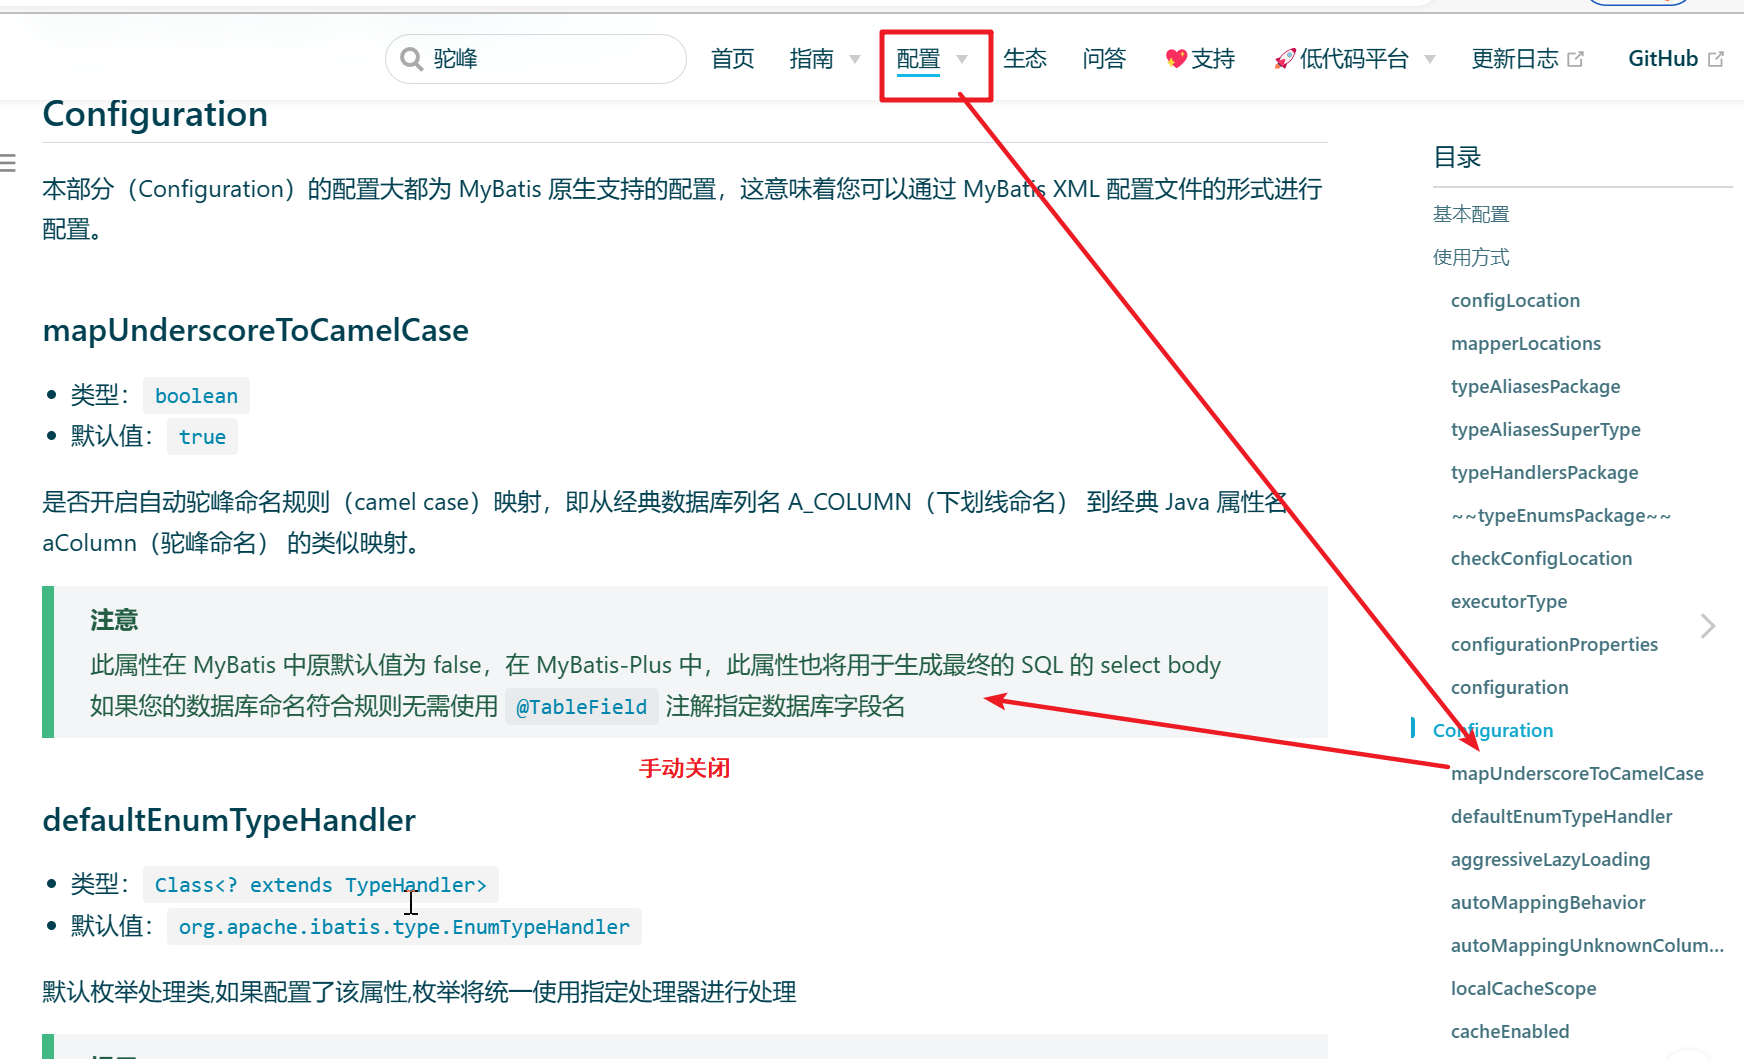 驼峰 首页 指南 配置 生态 问答 💖支持 🚀低代码平台 更新日志 GitHub
Configuration
本部分（Configuration）的配置大都为 MyBatis 原生支持的配置，这意味着您可以通过 MyBatis XML 配置文件的形式进行
配置。
mapUnderscoreToCamelCase
• 类型： boolean
• 默认值： true
是否开启自动驼峰命名规则（camel case）映射，即从经典数据库列名 A_COLUMN（下划线命名） 到经典 Java 属性名
aColumn（驼峰命名） 的类似映射。
注意
此属性在 MyBatis 中原默认值为 false，在 MyBatis-Plus 中，此属性也将用于生成最终的 SQL 的 select body
如果您的数据库命名符合规则无需使用 @TableField 注解指定数据库字段名
手动关闭
defaultEnumTypeHandler
• 类型： Class<? extends TypeHandler>
• 默认值： org.apache.ibatis.type.EnumTypeHandler
默认枚举处理类,如果配置了该属性,枚举将统一使用指定处理器进行处理
目录
基本配置
使用方式
configLocation
mapperLocations
typeAliasesPackage
typeAliasesSuperType
typeHandlersPackage
~~typeEnumsPackage~~
checkConfigLocation
executorType
configurationProperties
configuration
Configuration
mapUnderscoreToCamelCase
defaultEnumTypeHandler
aggressiveLazyLoading
autoMappingBehavior
autoMappingUnknownColum...
localCacheScope
cacheEnabled